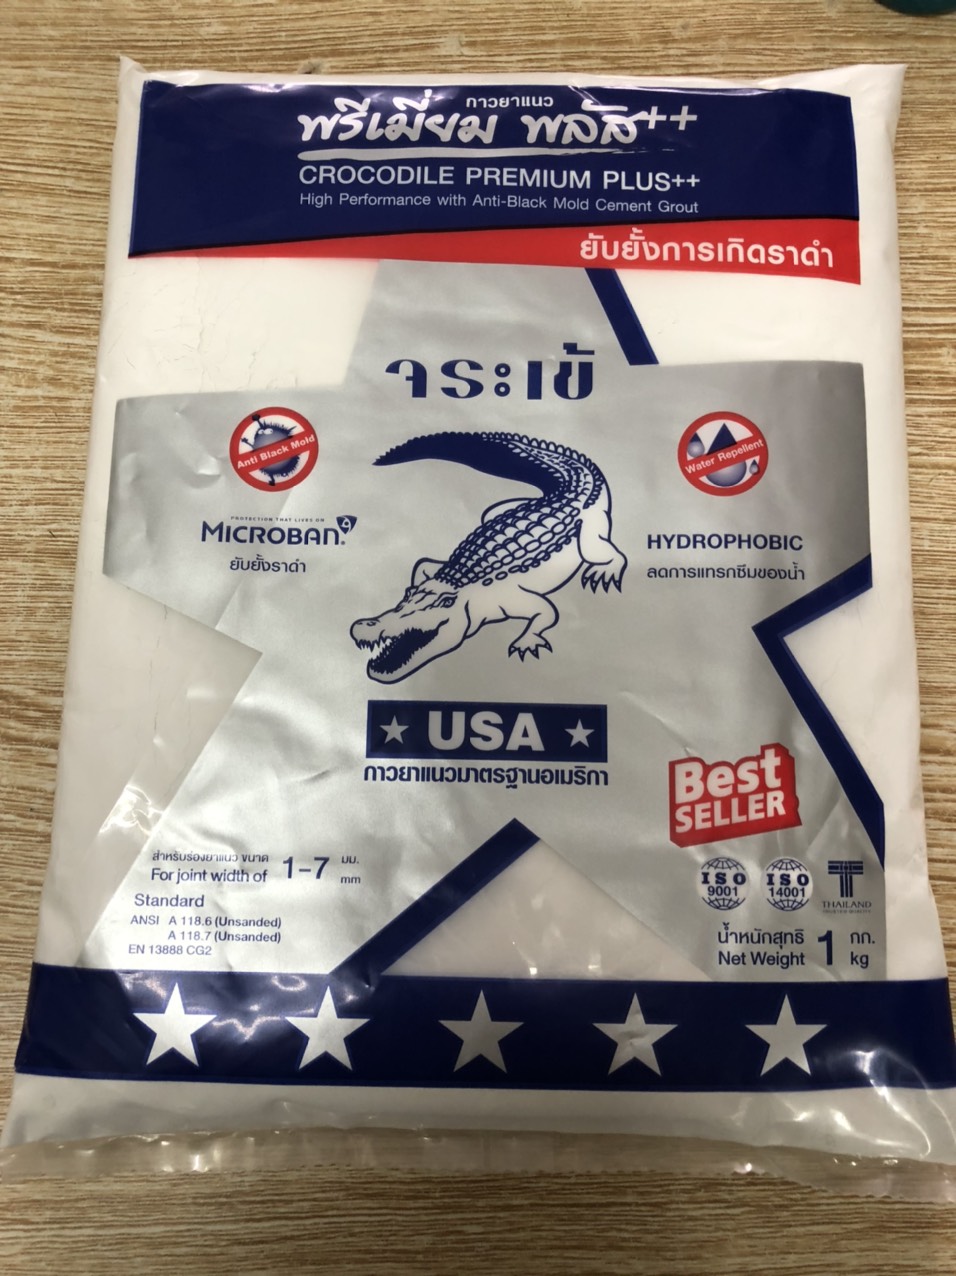 กาวยาแนว
พรีเมี่ยม พลัส++
CROCODILE PREMIUM PLUS++
High Performance with Anti-Black Mold Cement Grout
ยับยั้งการเกิดราดำ
จระเข้
Anti Black Mold
Water Repellent
PROTECTION THAT LIVES ON
MICROBAN®
ยับยั้งราดำ
HYDROPHOBIC
ลดการแทรกซึมของน้ำ
USA
กาวยาแนวมาตรฐานอเมริกา
Best
SELLER
สำหรับร่องยาแนว ขนาด 1-7 มม.
For joint width of mm
Standard
ANSI A 118.6 (Unsanded)
A 118.7 (Unsanded)
EN 13888 CG2
ISO
9001
ISO
14001
THAILAND
น้ำหนักสุทธิ 1 กก.
Net Weight kg